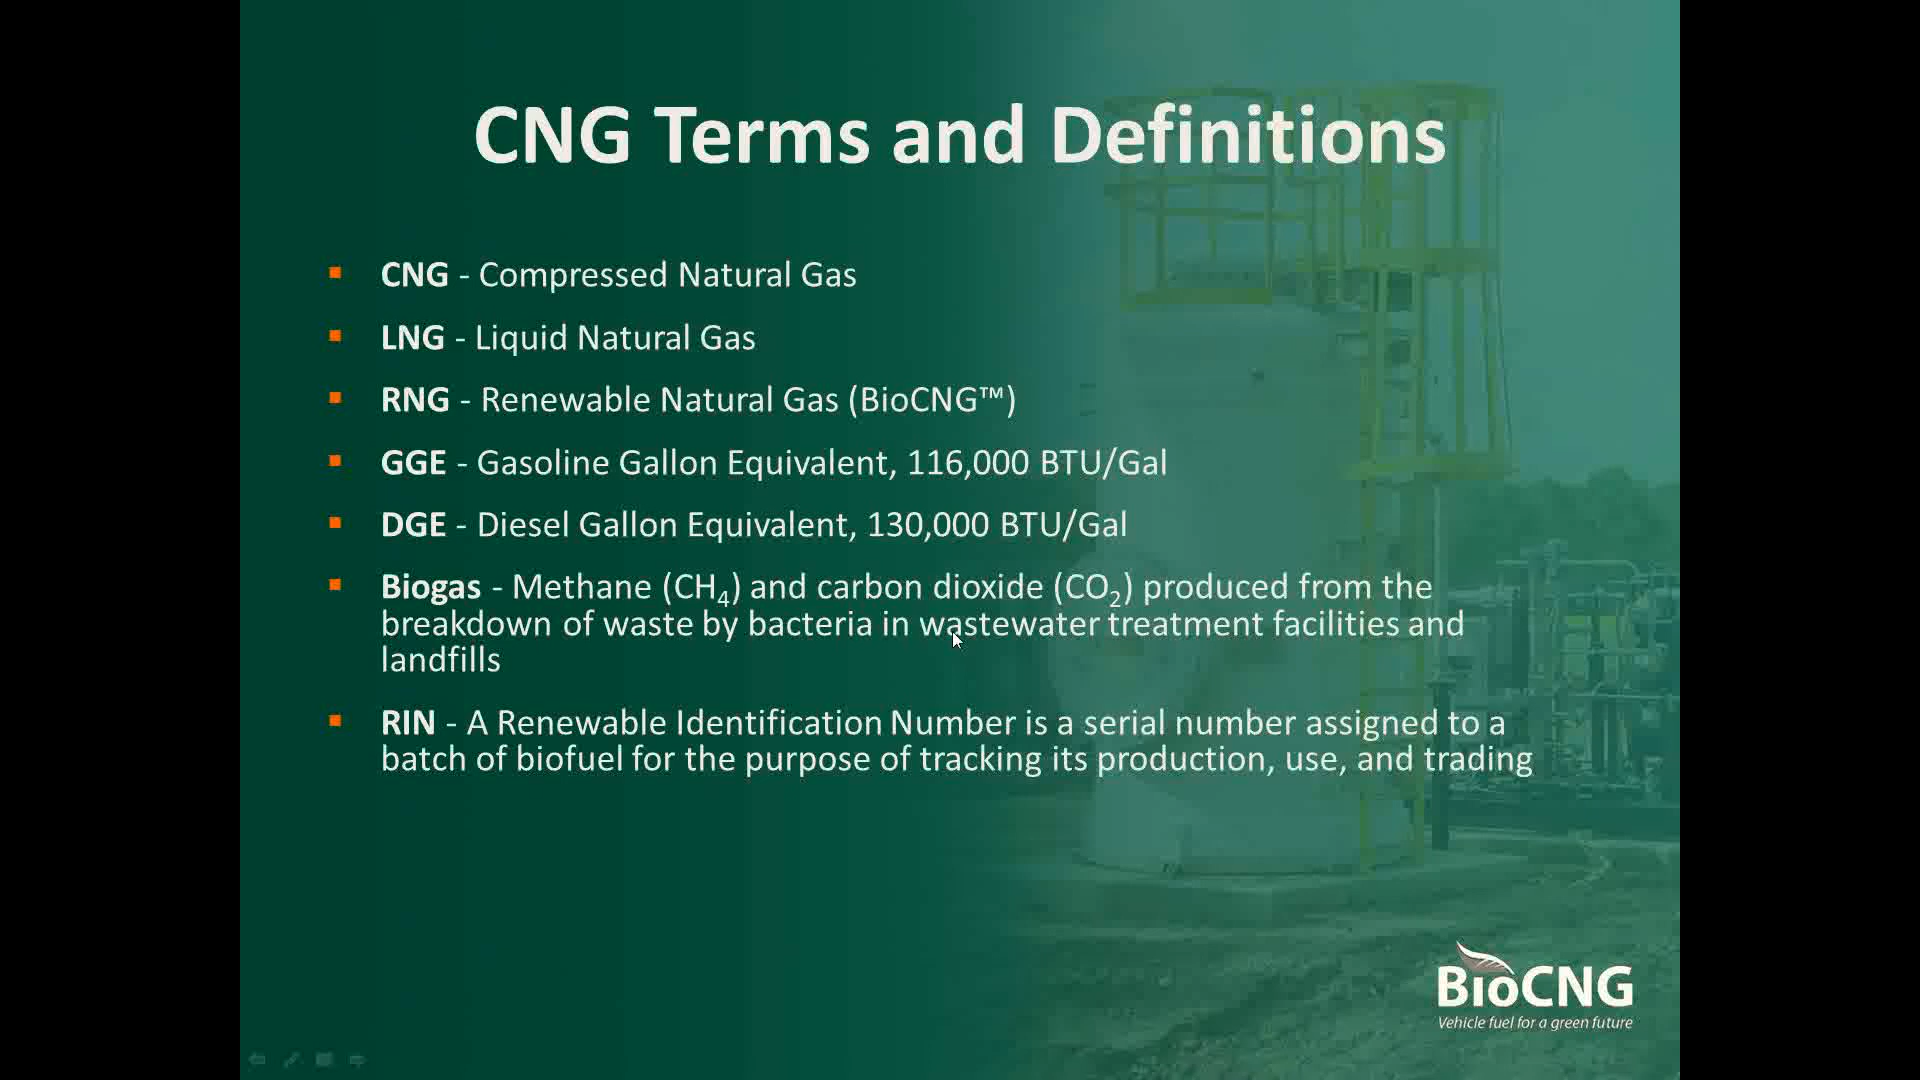 CNG Terms and Definitions
▪ CNG - Compressed Natural Gas
▪ LNG - Liquid Natural Gas
▪ RNG - Renewable Natural Gas (BioCNG™)
▪ GGE - Gasoline Gallon Equivalent, 116,000 BTU/Gal
▪ DGE - Diesel Gallon Equivalent, 130,000 BTU/Gal
▪ Biogas - Methane (CH₄) and carbon dioxide (CO₂) produced from the
breakdown of waste by bacteria in wastewater treatment facilities and
landfills
▪ RIN - A Renewable Identification Number is a serial number assigned to a
batch of biofuel for the purpose of tracking its production, use, and trading
BioCNG
Vehicle fuel for a green future